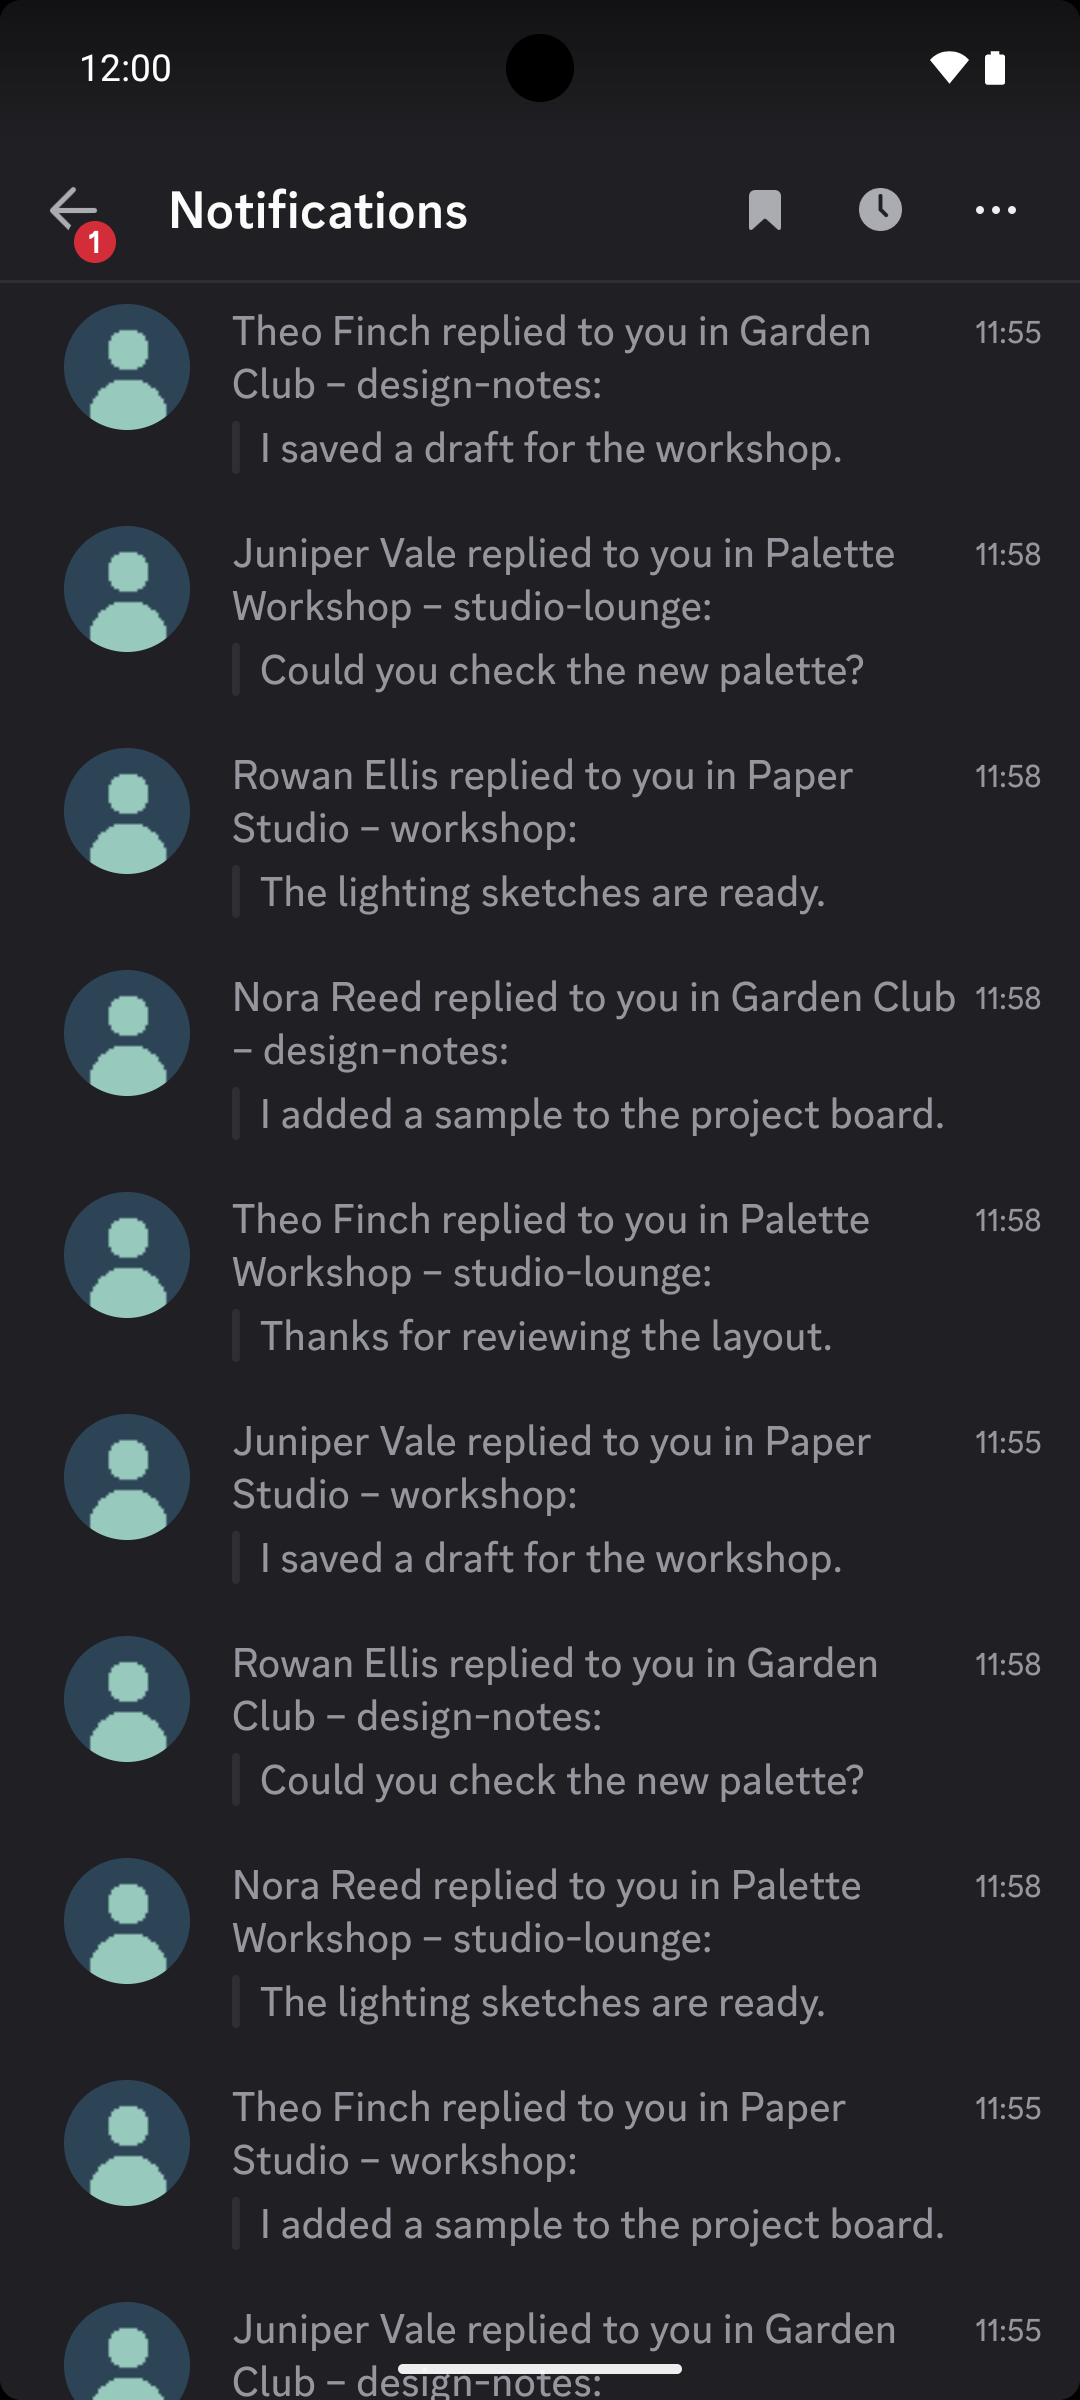 12:00
1
Notifications
Theo Finch replied to you in Garden 11:55
Club – design-notes:
I saved a draft for the workshop.
Juniper Vale replied to you in Palette 11:58
Workshop – studio-lounge:
Could you check the new palette?
Rowan Ellis replied to you in Paper 11:58
Studio – workshop:
The lighting sketches are ready.
Nora Reed replied to you in Garden Club 11:58
– design-notes:
I added a sample to the project board.
Theo Finch replied to you in Palette 11:58
Workshop – studio-lounge:
Thanks for reviewing the layout.
Juniper Vale replied to you in Paper 11:55
Studio – workshop:
I saved a draft for the workshop.
Rowan Ellis replied to you in Garden 11:58
Club – design-notes:
Could you check the new palette?
Nora Reed replied to you in Palette 11:58
Workshop – studio-lounge:
The lighting sketches are ready.
Theo Finch replied to you in Paper 11:55
Studio – workshop:
I added a sample to the project board.
Juniper Vale replied to you in Garden 11:55
Club – design-notes: